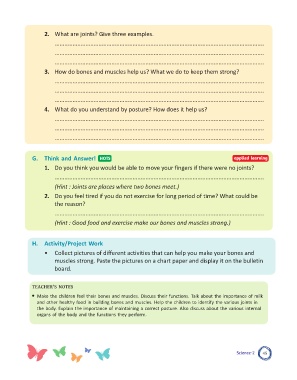 2. What are joints? Give three examples.
3. How do bones and muscles help us? What we do to keep them strong?
4. What do you understand by posture? How does it help us?
G. Think and Answer! HOTS Applied learning
1. Do you think you would be able to move your fingers if there were no joints?
(Hint : Joints are places where two bones meet.)
2. Do you feel tired if you do not exercise for long period of time? What could be
the reason?
(Hint : Good food and exercise make our bones and muscles strong.)
H. Activity/Project Work
• Collect pictures of different activities that can help you make your bones and
muscles strong. Paste the pictures on a chart paper and display it on the bulletin
board.
TEACHER'S NOTES
• Make the children feel their bones and muscles. Discuss their functions. Talk about the importance of milk
and other healthy food in building bones and muscles. Help the children to identify the various joints in
the body. Explain the importance of maintaining a correct posture. Also discuss about the various internal
organs of the body and the functions they perform.
Science-2